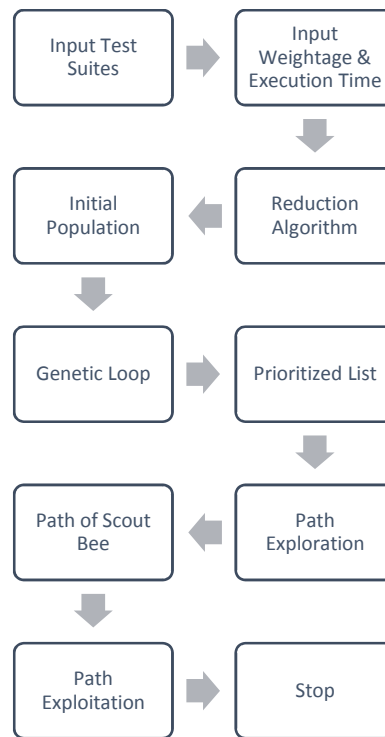 Input Test
Suites
Input
Weightage &
Execution Time
Reduction
Algorithm
Initial
Population
Genetic Loop
Prioritized List
Path
Exploration
Path of Scout
Bee
Path
Exploitation
Stop